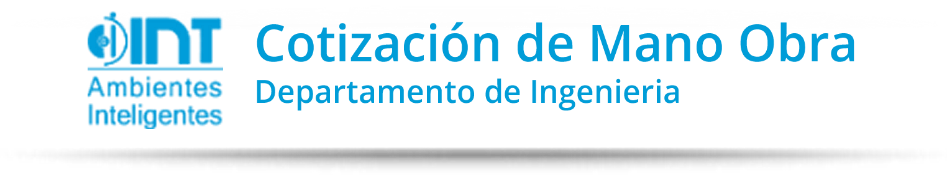 INT
Ambientes
Inteligentes
Cotización de Mano Obra
Departamento de Ingenieria